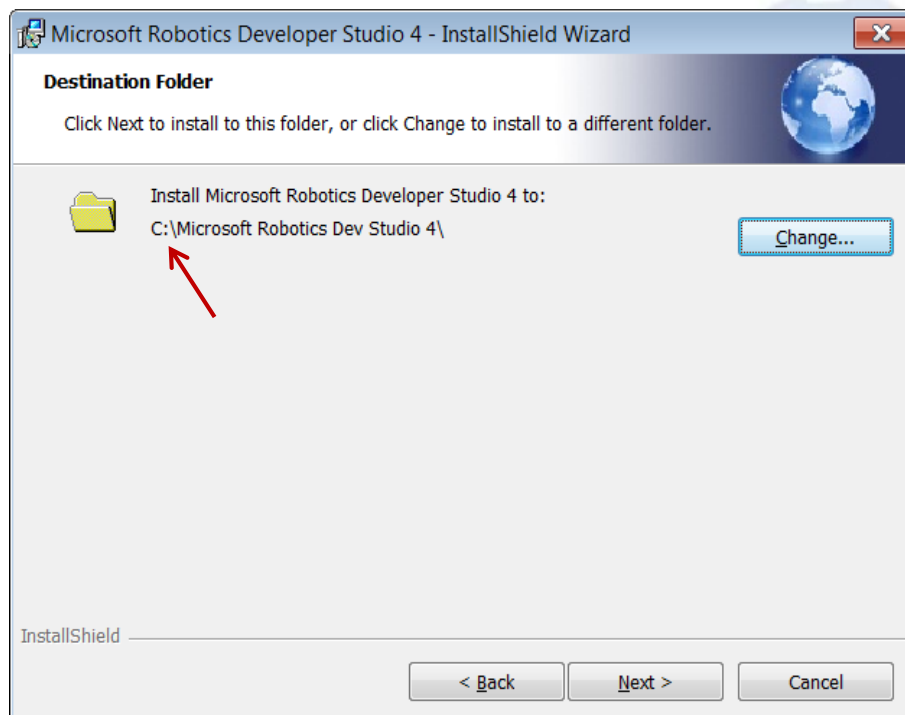 Microsoft Robotics Developer Studio 4 - InstallShield Wizard
Destination Folder
Click Next to install to this folder, or click Change to install to a different folder.
Install Microsoft Robotics Developer Studio 4 to:
C:\Microsoft Robotics Dev Studio 4\
Change...
InstallShield
< Back
Next >
Cancel